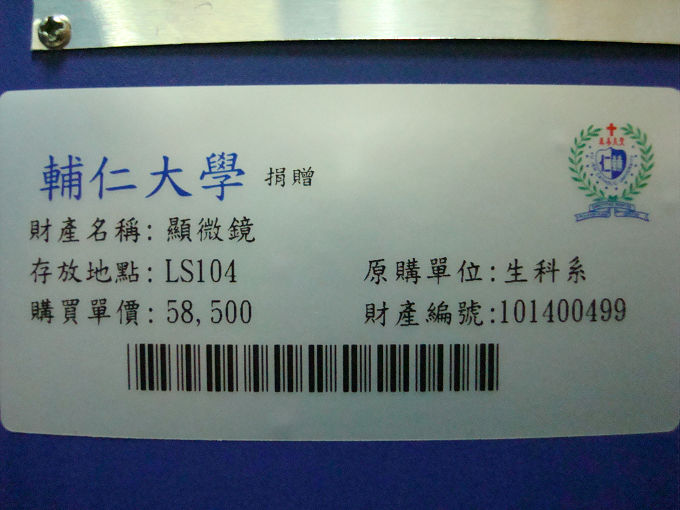 輔仁大學 捐贈
財產名稱: 顯微鏡
存放地點: LS104 原購單位: 生科系
購買單價: 58,500 財產編號:101400499